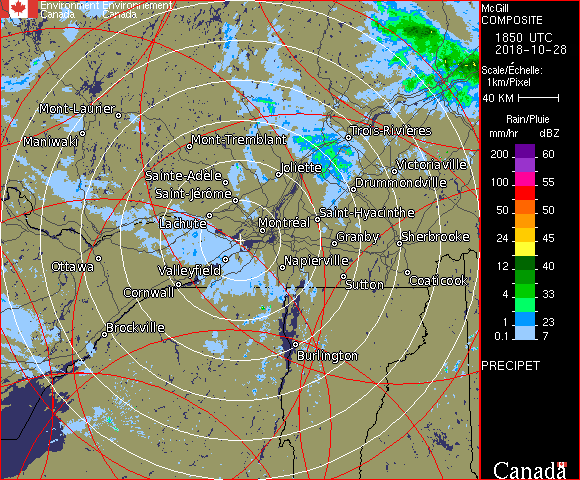 Environment Environnement
Canada Canada
McGill
COMPOSITE
1850 UTC
2018-10-28
Scale/Échelle:
1km/Pixel
40 KM
Rain/Pluie
mm/hr dBZ
200 60
100 55
50 50
24 45
12 40
4 33
1 23
0.1 7
PRECIPET
Canada
Mont-Laurier
Maniwaki
Mont-Tremblant
Trois-Rivières
Sainte-Adèle
Joliette
Victoriaville
Saint-Jérôme
Drummondville
Lachute
Montréal
Saint-Hyacinthe
Granby
Sherbrooke
Ottawa
Valleyfield
Napierville
Cornwall
Sutton
Coaticook
Brockville
Burlington